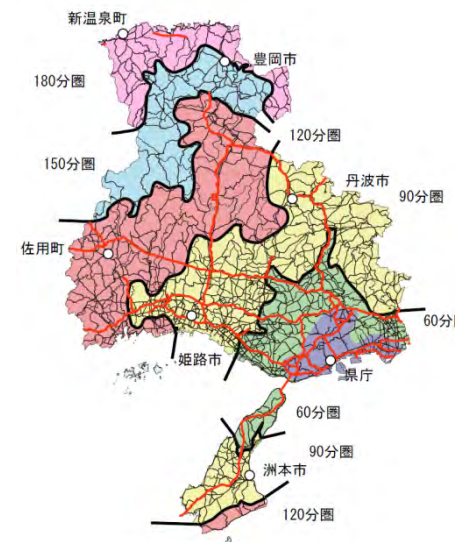 新温泉町
豊岡市
180分圏
120分圏
150分圏
丹波市
90分圏
佐用町
60分圏
姫路市
県庁
60分圏
90分圏
洲本市
120分圏